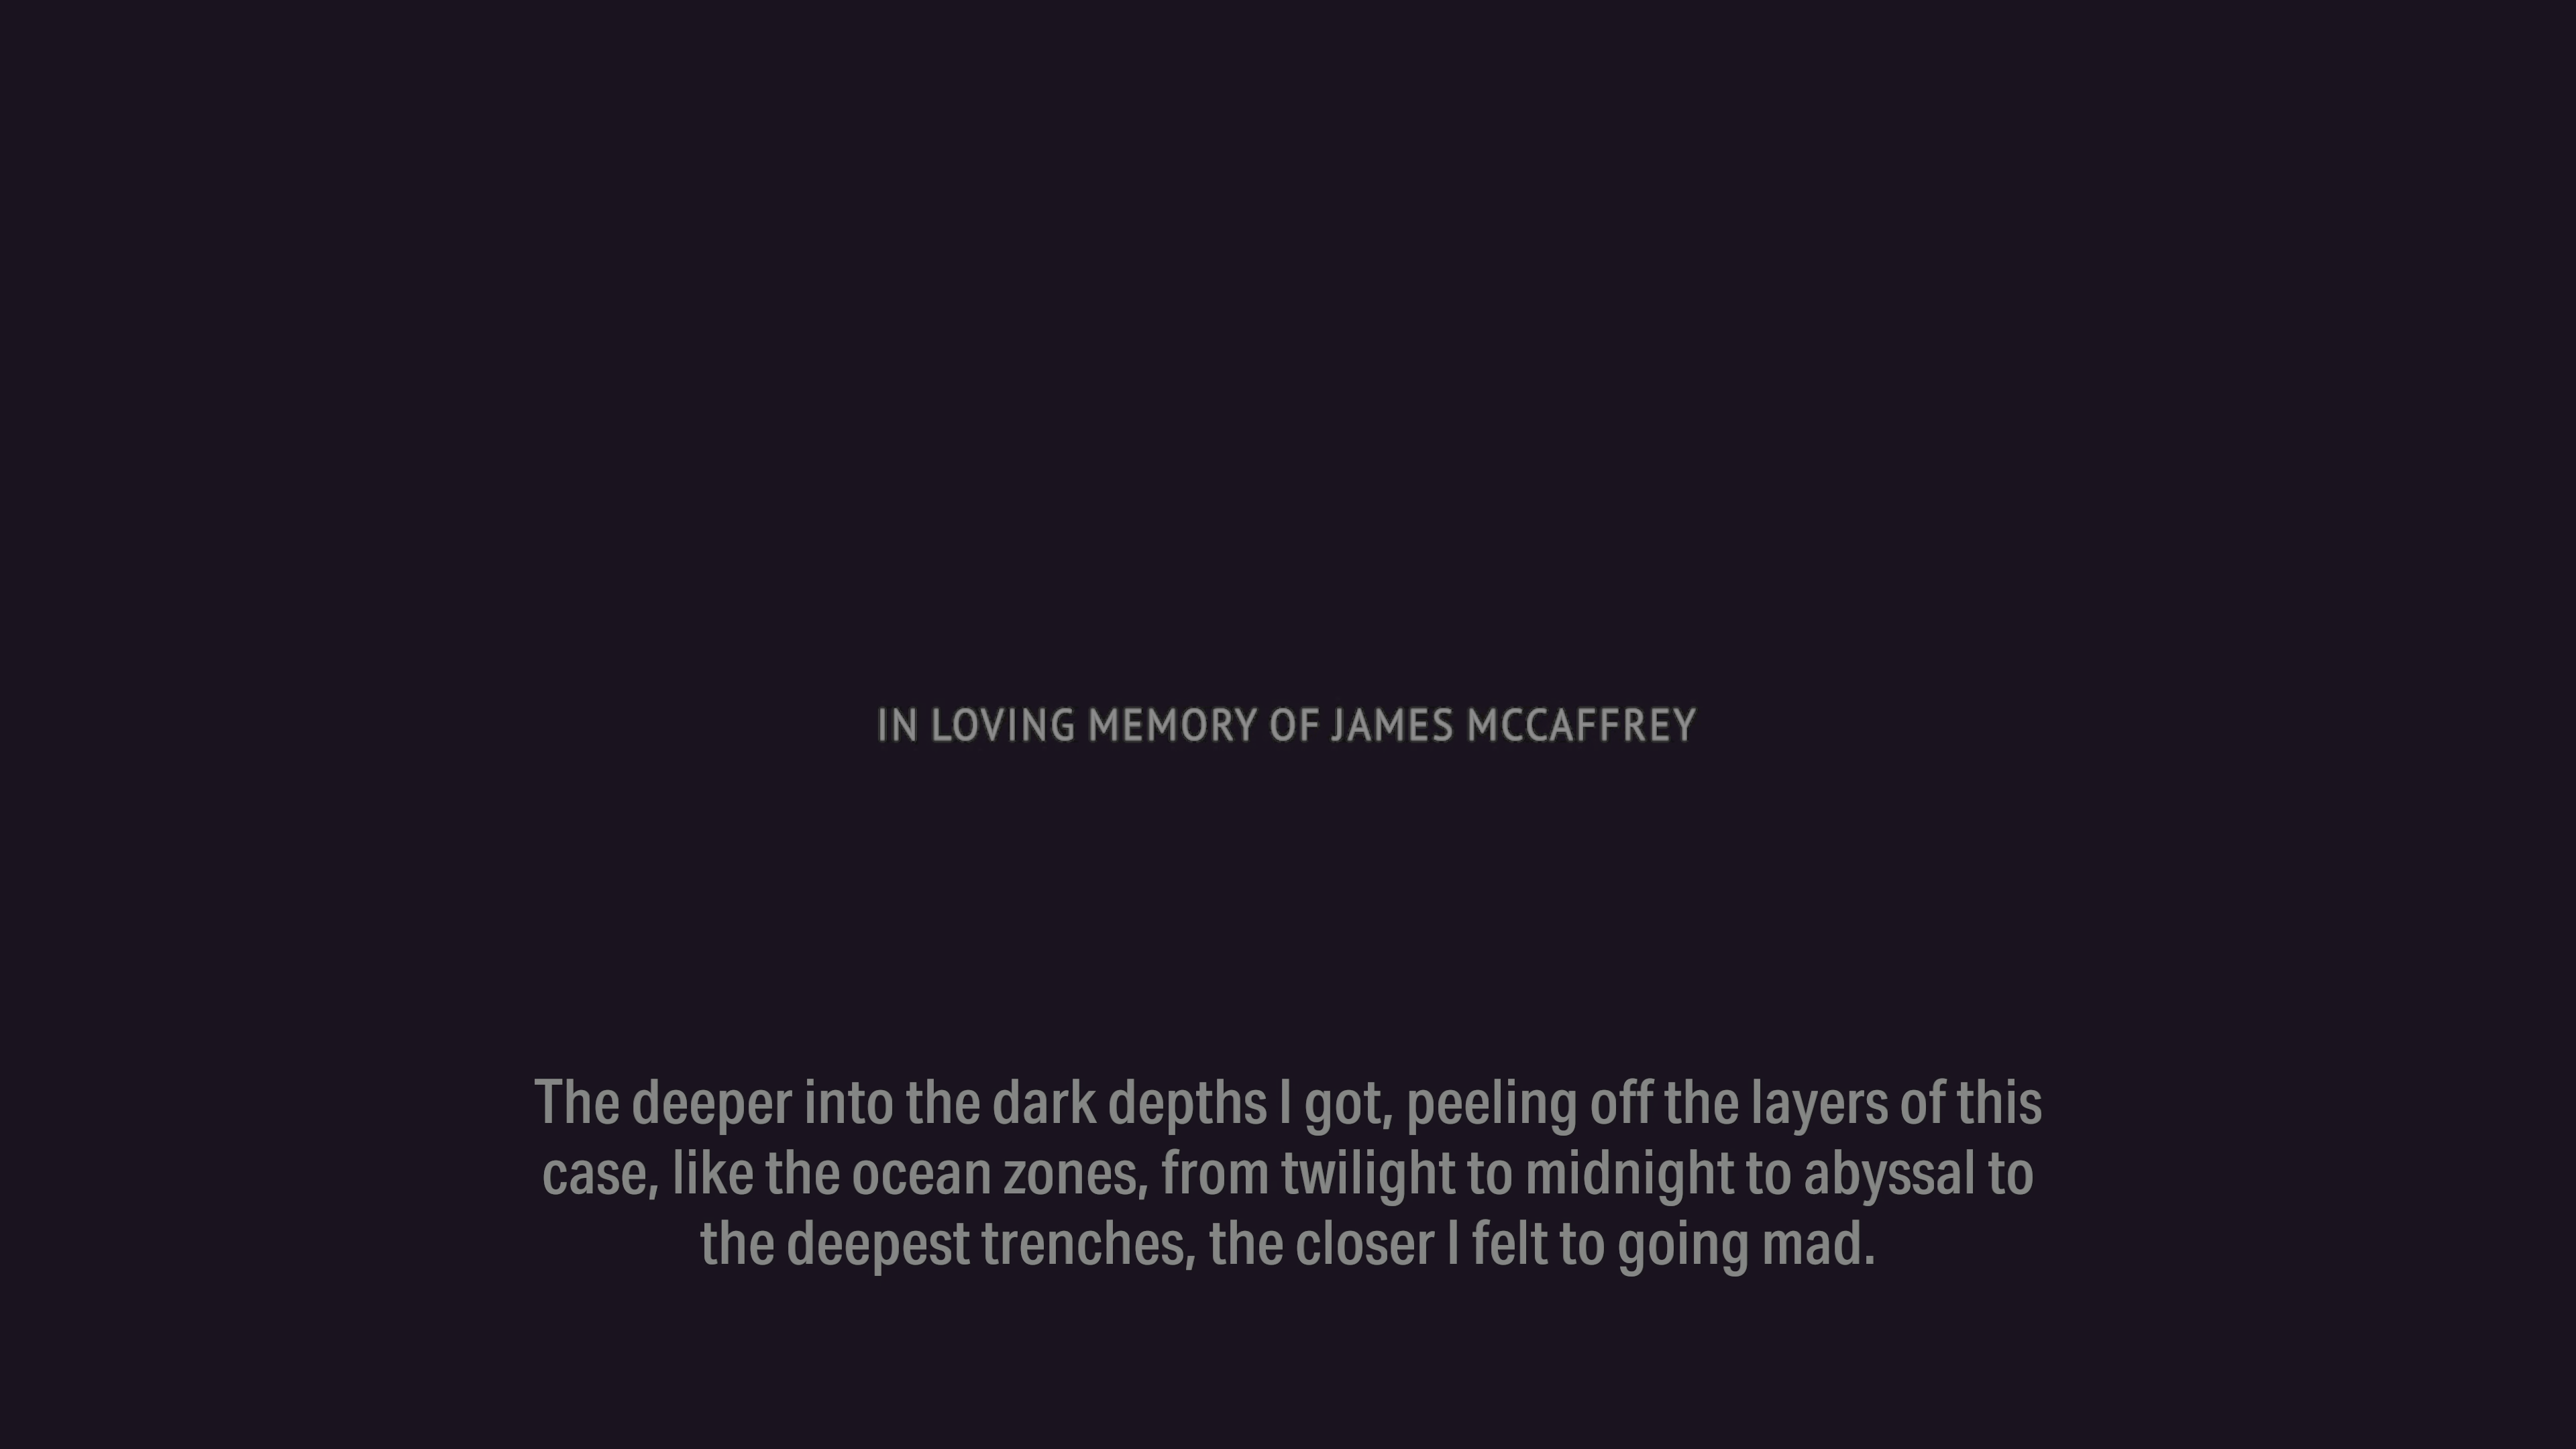 IN LOVING MEMORY OF JAMES MCCAFFREY
The deeper into the dark depths I got, peeling off the layers of this
case, like the ocean zones, from twilight to midnight to abyssal to
the deepest trenches, the closer I felt to going mad.